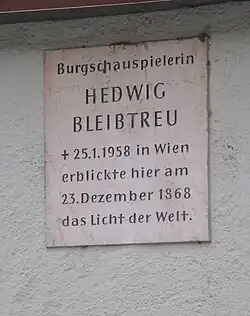 Burgschauspielerin
HEDWIG
BLEIBTREU
✝ 25.1.1958 in Wien
erblickte hier am
23. Dezember 1868
das Licht der Welt.